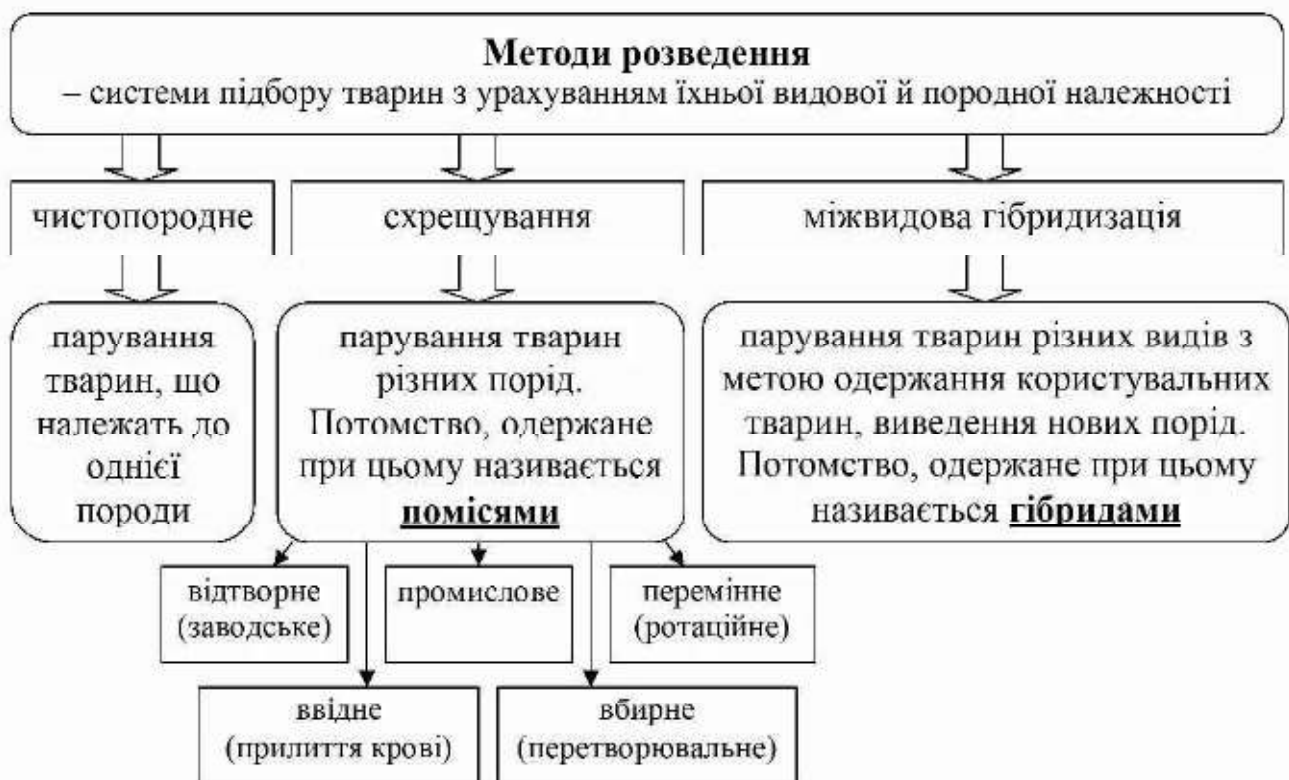 Методи розведення
– системи підбору тварин з урахуванням їхньої видової й породної належності
чистопородне
схрещування
міжвидова гібридизація
парування
тварин, що
належать до
однієї
породи
парування тварин
різних порід.
Потомство, одержане
при цьому називається
помісями
парування тварин різних видів з
метою одержання користувальних
тварин, виведення нових порід.
Потомство, одержане при цьому
називається гібридами
відтворне
(заводське)
промислове
перемінне
(ротаційне)
ввідне
(прилиття крові)
вбирне
(перетворювальне)